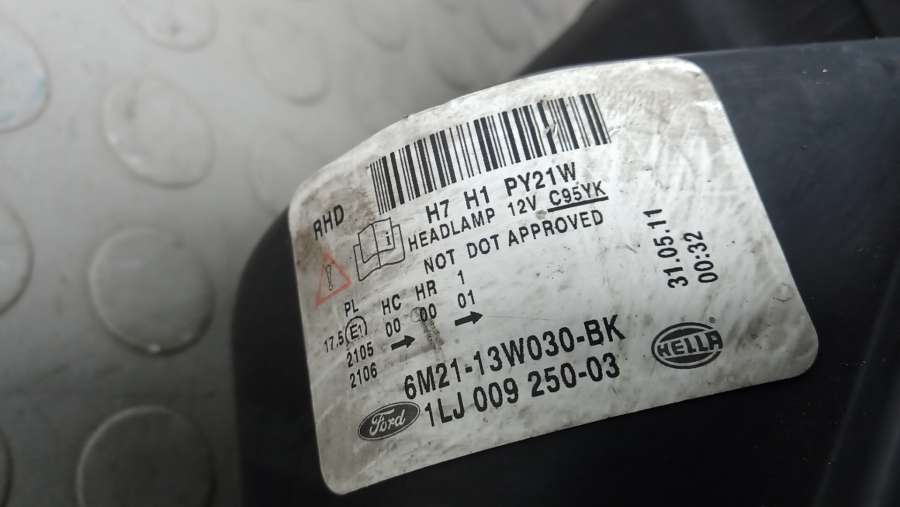 RHD
H7 H1 PY21W
HEADLAMP 12V C95YK
NOT DOT APPROVED
31.05.11
00:32
PL HC HR 1
17.5 E1 00 00 01
2105
2106
6M21-13W030-BK
1LJ 009 250-03
Ford
HELLA